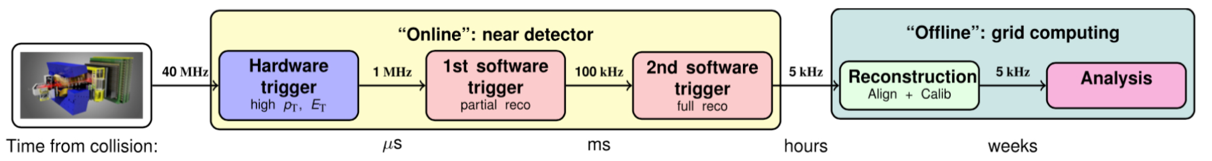 “Online”: near detector
“Offline”: grid computing
40 MHz
Hardware
trigger
high pT, ET
1 MHz
1st software
trigger
partial reco
100 kHz
2nd software
trigger
full reco
5 kHz
Reconstruction
Align + Calib
5 kHz
Analysis
Time from collision:
μs
ms
hours
weeks